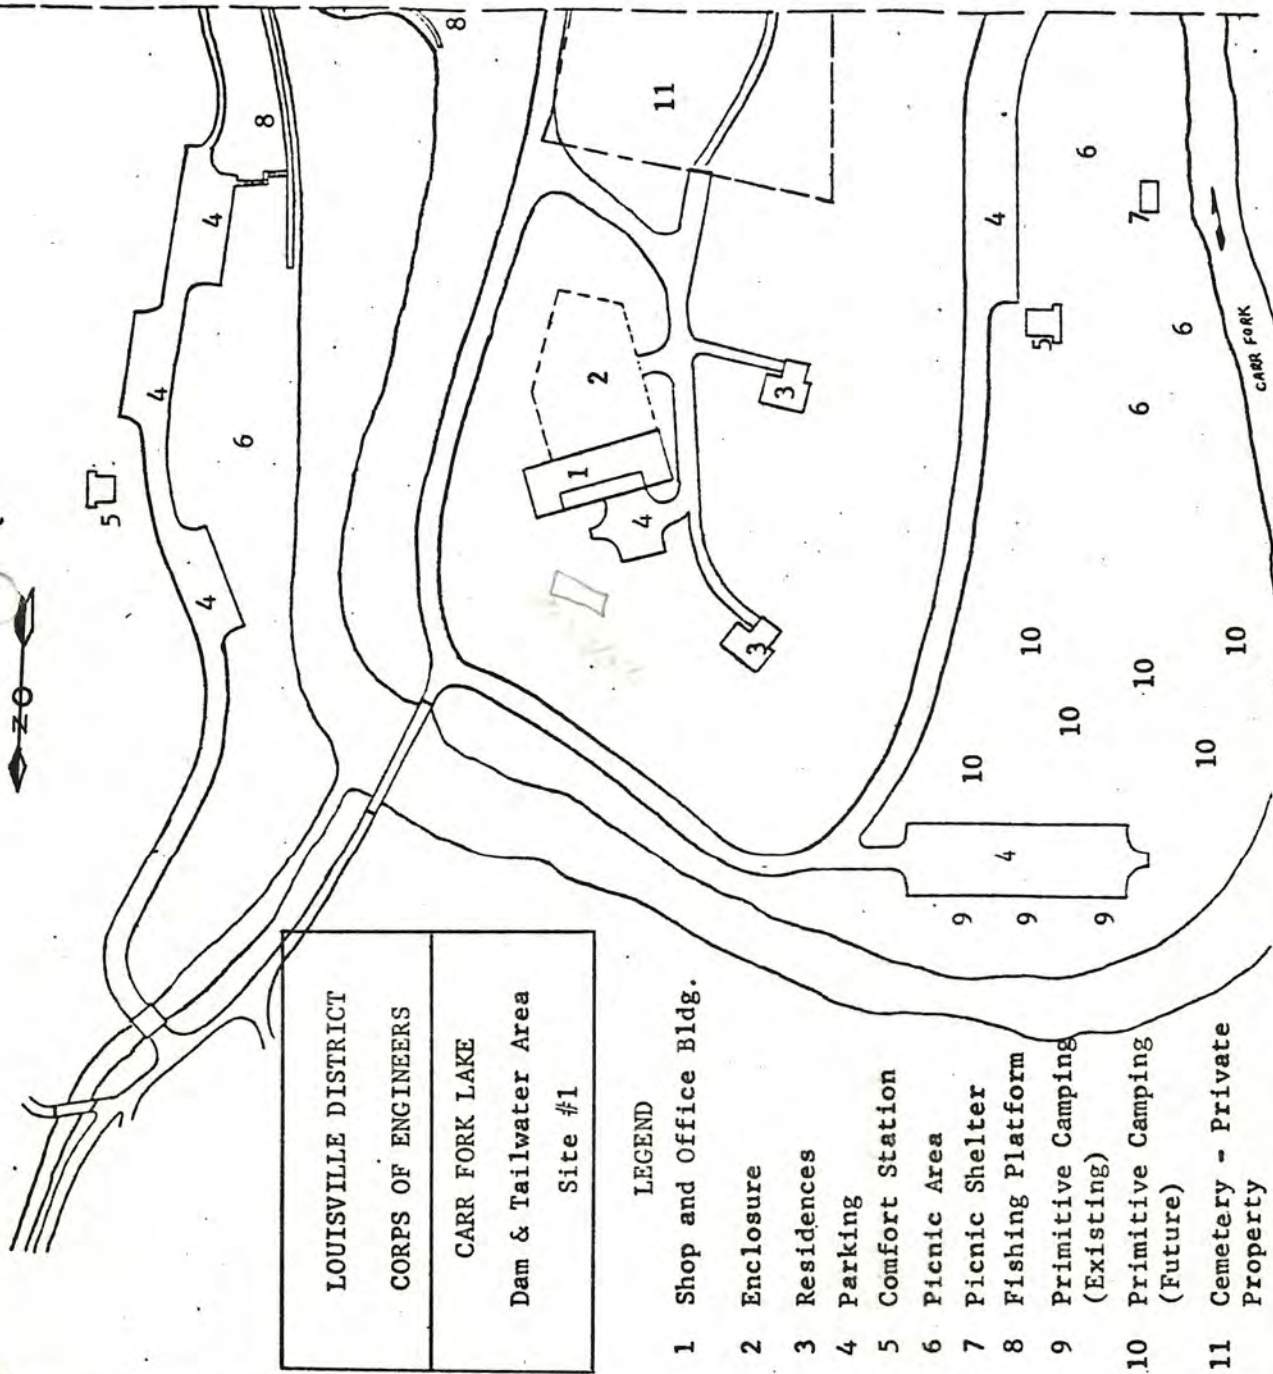 LOUISVILLE DISTRICT
CORPS OF ENGINEERS
CARR FORK LAKE
Dam & Tailwater Area
Site #1
LEGEND
1 Shop and Office Bldg.
2 Enclosure
3 Residences
4 Parking
5 Comfort Station
6 Picnic Area
7 Picnic Shelter
8 Fishing Platform
9 Primitive Camping
(Existing)
10 Primitive Camping
(Future)
11 Cemetery - Private
Property
NO
5
4
4
4
6
8
8
11
2
1
4
3
3
4
5
6
7
6
6
CARR FORK
10
10
10
10
10
10
4
9
9
9